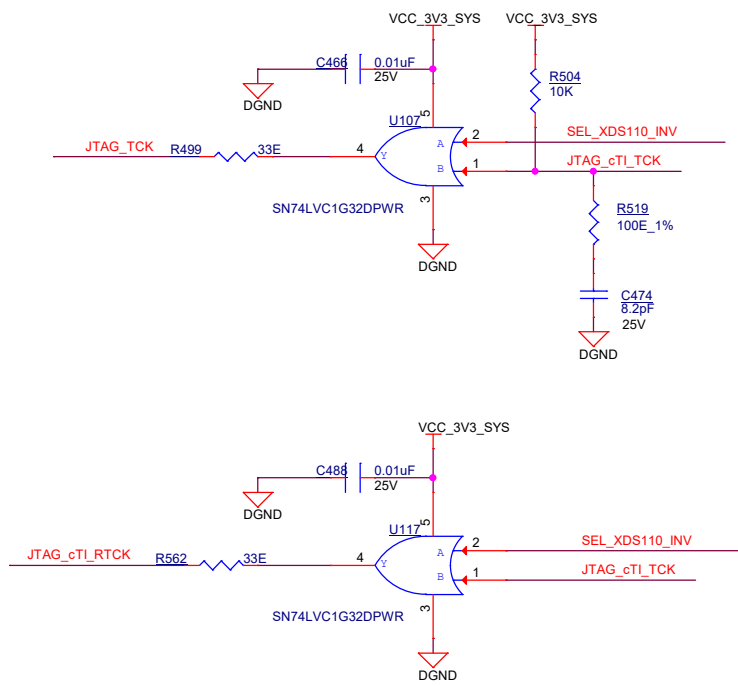 VCC_3V3_SYS VCC_3V3_SYS
C466 0.01uF
25V
R504
10K
DGND
5
U107
2 SEL_XDS110_INV
A
JTAG_TCK R499 33E 4 Y
B 1 JTAG_cTI_TCK
3
SN74LVC1G32DPWR
R519
100E_1%
DGND
C474
8.2pF
25V
DGND
VCC_3V3_SYS
C488 0.01uF
25V
DGND
5
U117
A 2 SEL_XDS110_INV
JTAG_cTI_RTCK R562 33E 4 Y
B 1 JTAG_cTI_TCK
3
SN74LVC1G32DPWR
DGND